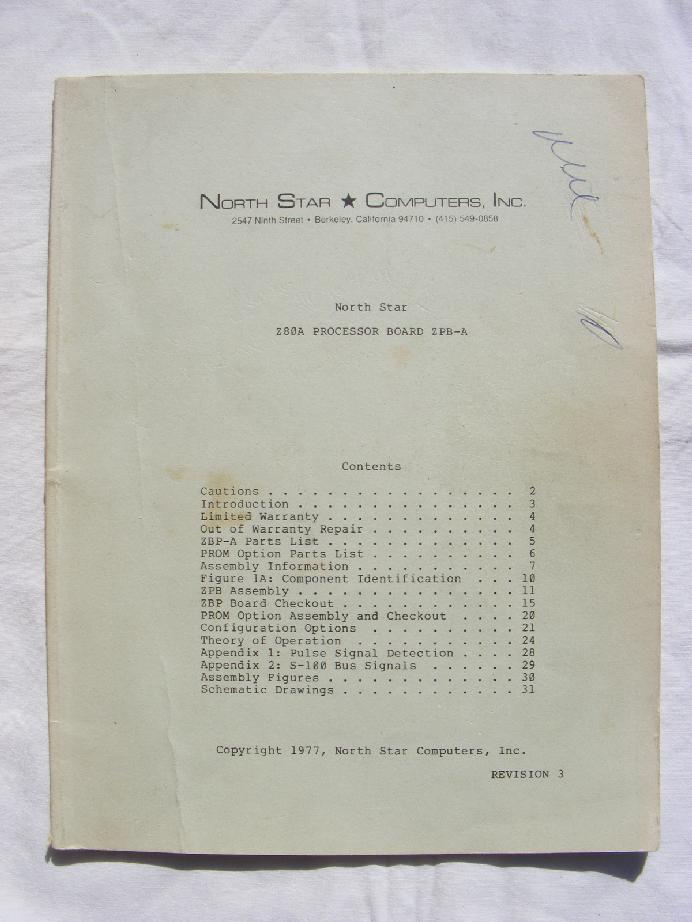 NORTH STAR ★ COMPUTERS, INC.
2547 Ninth Street • Berkeley, California 94710 • (415) 549-0858
North Star
Z80A PROCESSOR BOARD ZPB-A
Contents
Cautions . . . . . . . . . . . . . . . . . 2
Introduction . . . . . . . . . . . . . . . 3
Limited Warranty . . . . . . . . . . . . . 4
Out of Warranty Repair . . . . . . . . . . 4
ZBP-A Parts List . . . . . . . . . . . . . 5
PROM Option Parts List . . . . . . . . . . 6
Assembly Information . . . . . . . . . . . 7
Figure 1A: Component Identification . . . 10
ZPB Assembly . . . . . . . . . . . . . . . 11
ZBP Board Checkout . . . . . . . . . . . . 15
PROM Option Assembly and Checkout . . . . 20
Configuration Options . . . . . . . . . . 21
Theory of Operation . . . . . . . . . . . 24
Appendix 1: Pulse Signal Detection . . . . 28
Appendix 2: S-100 Bus Signals . . . . . . 29
Assembly Figures . . . . . . . . . . . . . 30
Schematic Drawings . . . . . . . . . . . . 31
Copyright 1977, North Star Computers, Inc.
REVISION 3